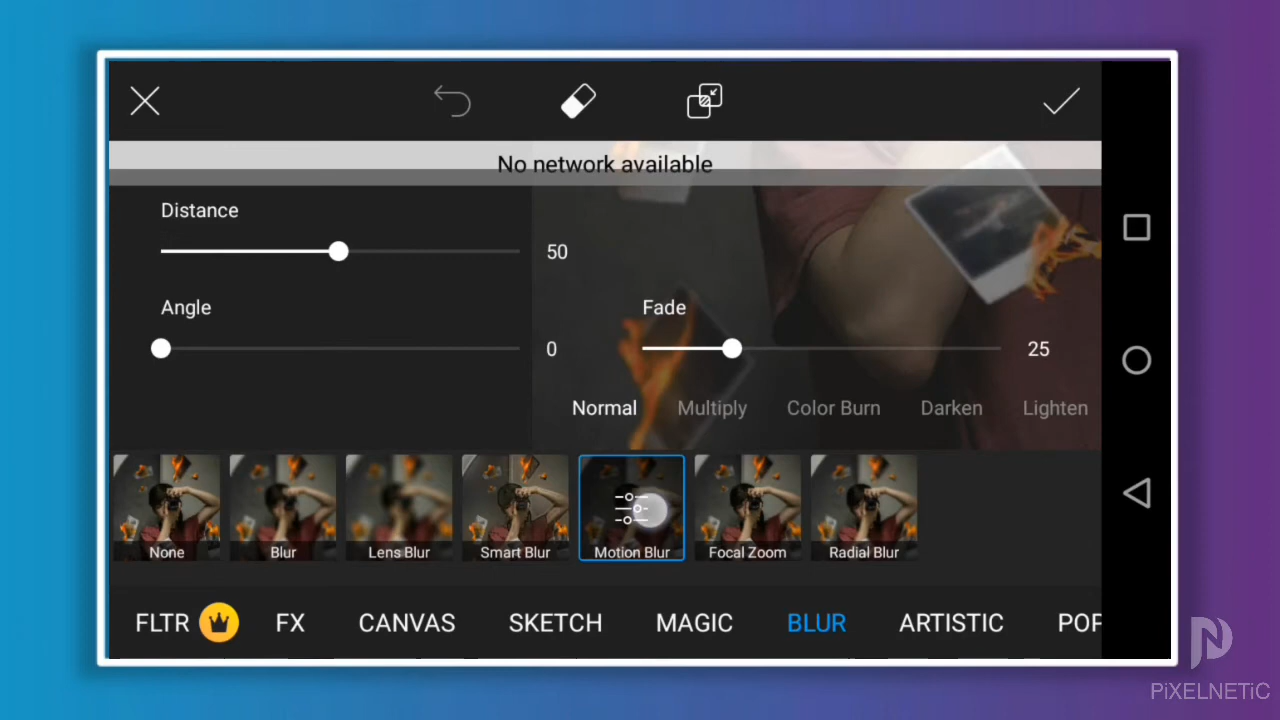 No network available
Distance
50
Angle
Fade
0
25
Normal Multiply Color Burn Darken Lighten
None Blur Lens Blur Smart Blur Motion Blur Focal Zoom Radial Blur
FLTR FX CANVAS SKETCH MAGIC BLUR ARTISTIC POP
PiXELNETiC